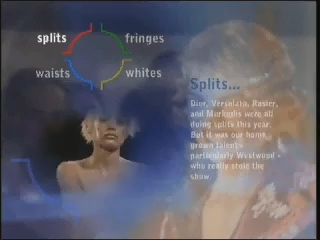 splits
fringes
waists
whites
Splits...
Dior, Versolato, Rosier,
and Markushs were all
doing splits this year.
But it was our home
grown talent -
particularly Westwood -
who really stole the
show.